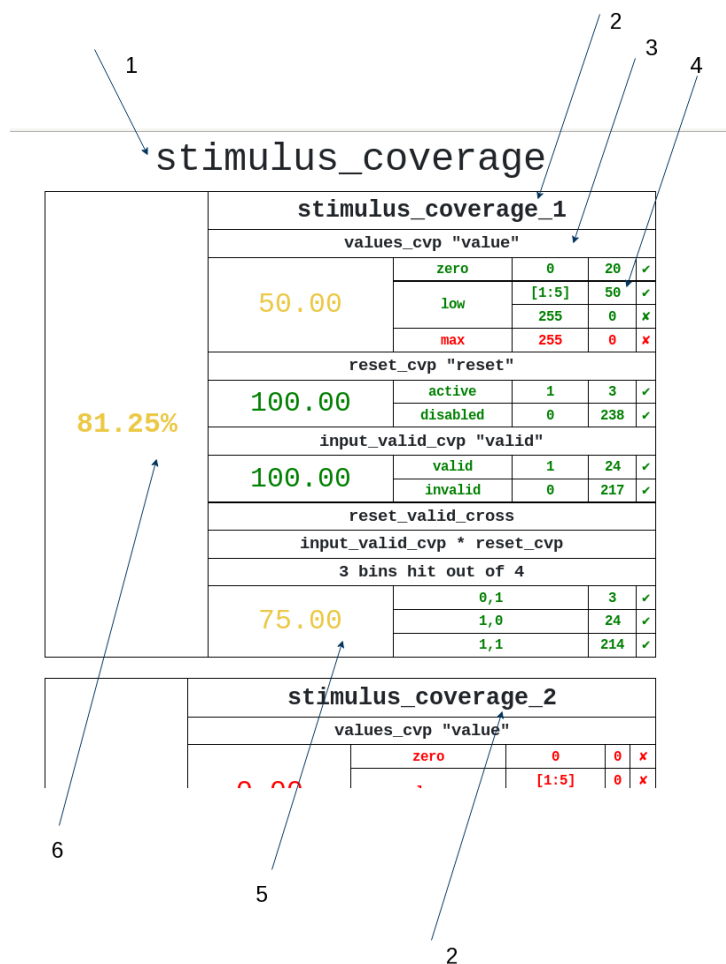 2
3
1
4
stimulus_coverage
stimulus_coverage_1
values_cvp "value"
zero 0 20 ✔
50.00
low [1:5] 50 ✔
255 0 ✘
max 255 0 ✘
reset_cvp "reset"
100.00
active 1 3 ✔
disabled 0 238 ✔
81.25%
input_valid_cvp "valid"
100.00
valid 1 24 ✔
invalid 0 217 ✔
reset_valid_cross
input_valid_cvp * reset_cvp
3 bins hit out of 4
75.00
0,1 3 ✔
1,0 24 ✔
1,1 214 ✔
stimulus_coverage_2
values_cvp "value"
zero 0 0 ✘
[1:5] 0 ✘
6
5
2